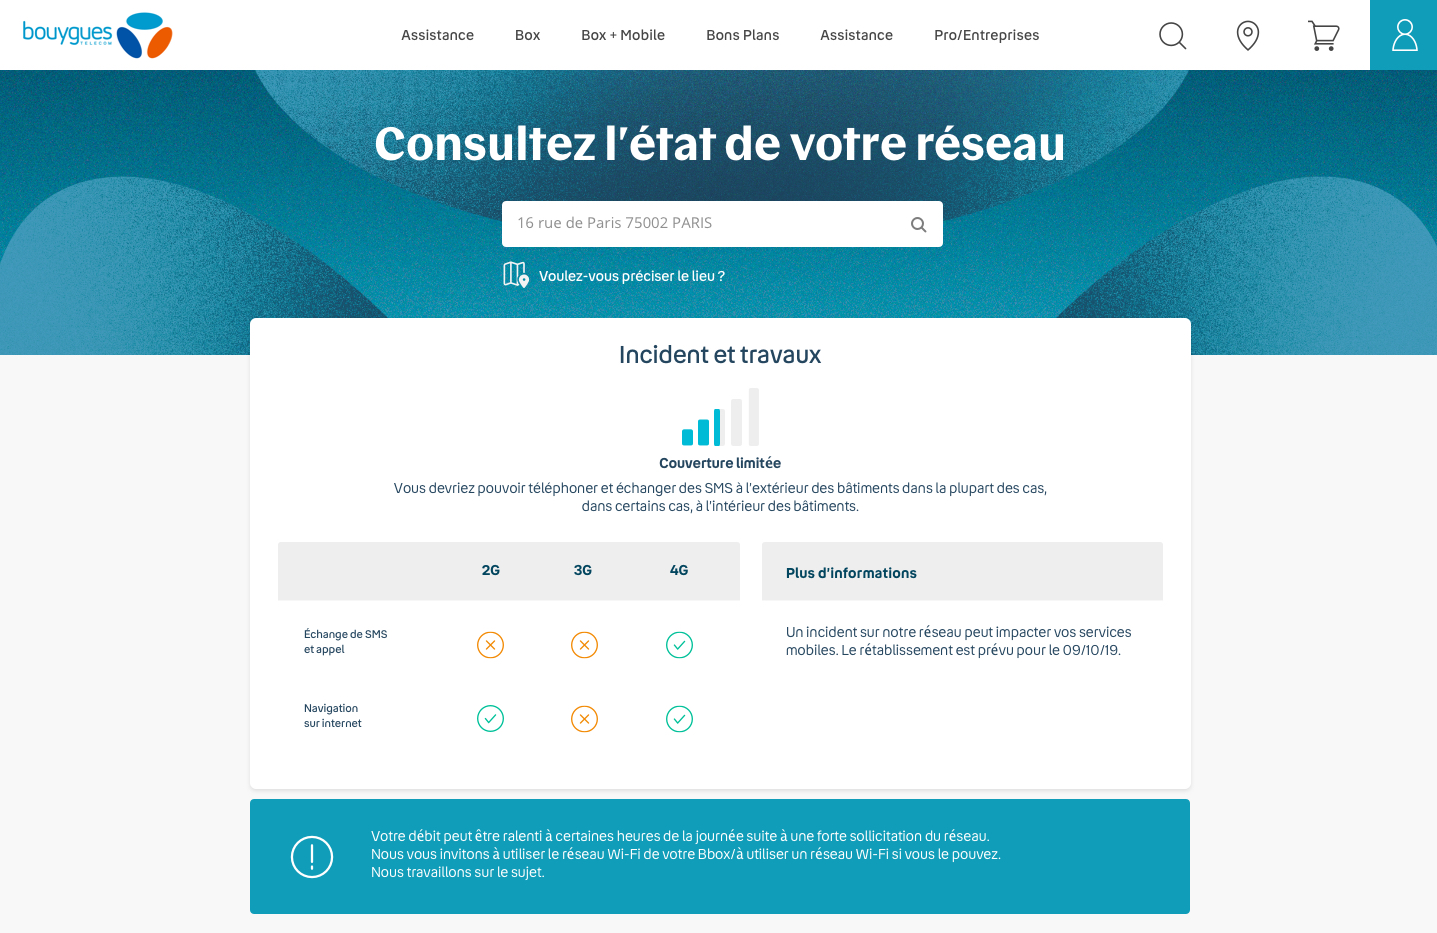 bouygues
TELECOM
Assistance
Box
Box + Mobile
Bons Plans
Assistance
Pro/Entreprises
Consultez l'état de votre réseau
16 rue de Paris 75002 PARIS
Voulez-vous préciser le lieu ?
Incident et travaux
Couverture limitée
Vous devriez pouvoir téléphoner et échanger des SMS à l'extérieur des bâtiments dans la plupart des cas,
dans certains cas, à l'intérieur des bâtiments.
2G 3G 4G
Échange de SMS
et appel
Navigation
sur internet
Plus d'informations
Un incident sur notre réseau peut impacter vos services
mobiles. Le rétablissement est prévu pour le 09/10/19.
Votre débit peut être ralenti à certaines heures de la journée suite à une forte sollicitation du réseau.
Nous vous invitons à utiliser le réseau Wi-Fi de votre Bbox/à utiliser un réseau Wi-Fi si vous le pouvez.
Nous travaillons sur le sujet.